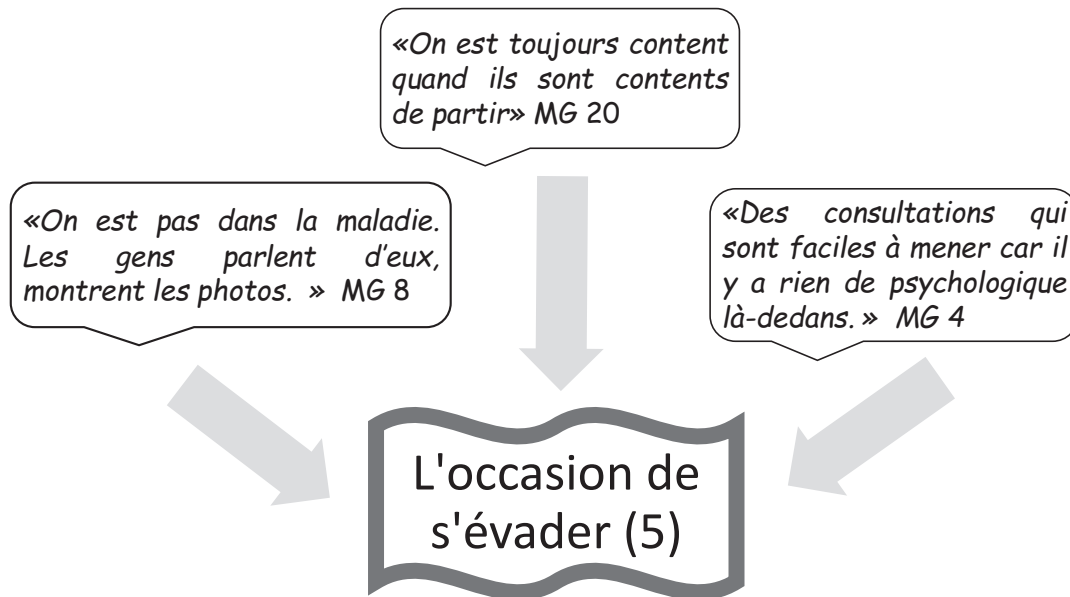 «On est toujours content
quand ils sont contents
de partir» MG 20
«On est pas dans la maladie.
Les gens parlent d'eux,
montrent les photos. » MG 8
«Des consultations qui
sont faciles à mener car il
y a rien de psychologique
là-dedans. » MG 4
L'occasion de
s'évader (5)